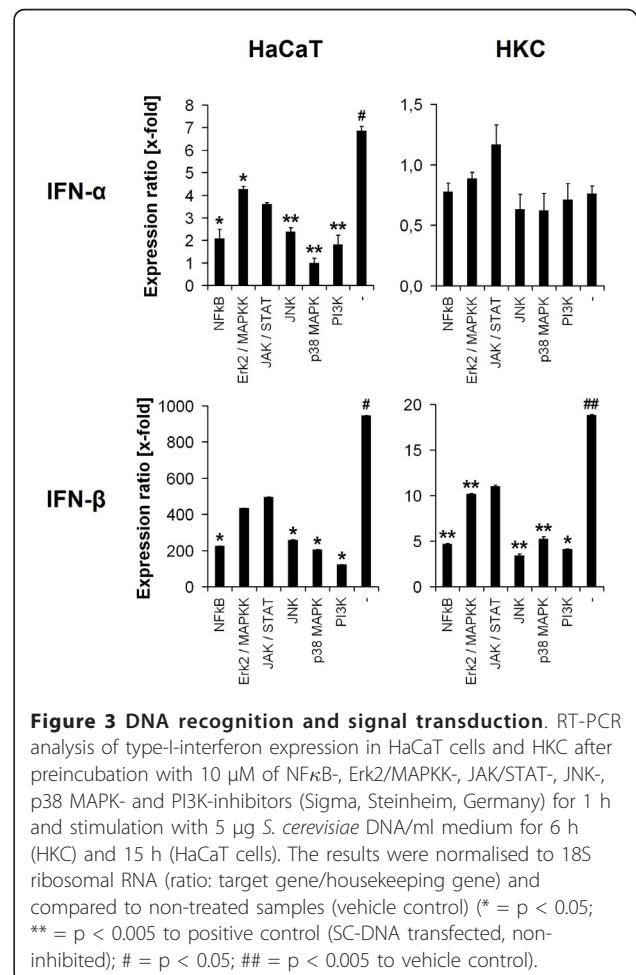 HaCaT HKC
IFN-α
Expression ratio [x-fold]
8
7
6
5
4
3
2
1
0
* * ** ** ** #
NFkB
Erk2 / MAPKK
JAK / STAT
JNK
p38 MAPK
PI3K
-
1,5
1,0
0,5
0,0
NFkB
Erk2 / MAPKK
JAK / STAT
JNK
p38 MAPK
PI3K
-
IFN-β
Expression ratio [x-fold]
1000
800
600
400
200
0
* * * * #
NFkB
Erk2 / MAPKK
JAK / STAT
JNK
p38 MAPK
PI3K
-
20
15
10
5
0
** ** ** ** * ##
NFkB
Erk2 / MAPKK
JAK / STAT
JNK
p38 MAPK
PI3K
-
Figure 3 DNA recognition and signal transduction. RT-PCR
analysis of type-I-interferon expression in HaCaT cells and HKC after
preincubation with 10 μM of NFκB-, Erk2/MAPKK-, JAK/STAT-, JNK-,
p38 MAPK- and PI3K-inhibitors (Sigma, Steinheim, Germany) for 1 h
and stimulation with 5 μg S. cerevisiae DNA/ml medium for 6 h
(HKC) and 15 h (HaCaT cells). The results were normalised to 18S
ribosomal RNA (ratio: target gene/housekeeping gene) and
compared to non-treated samples (vehicle control) (* = p < 0.05;
** = p < 0.005 to positive control (SC-DNA transfected, non-
inhibited); # = p < 0.05; ## = p < 0.005 to vehicle control).